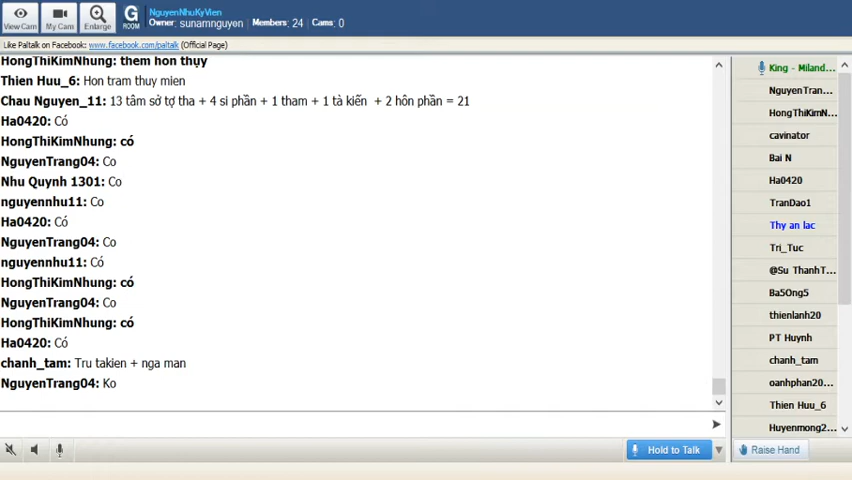 View Cam
My Cam
Enlarge
G
ROOM
NguyenNhuKyVien
Owner: sunamnguyen Members: 24 Cams: 0
Like Paltalk on Facebook: www.facebook.com/paltalk (Official Page)
HongThiKimNhung: them hon thụy
Thien Huu_6: Hon tram thuy mien
Chau Nguyen_11: 13 tâm sở tợ tha + 4 si phần + 1 tham + 1 tà kiến + 2 hôn phần = 21
Ha0420: Có
HongThiKimNhung: có
NguyenTrang04: Co
Nhu Quynh 1301: Co
nguyennhu11: Co
Ha0420: Có
NguyenTrang04: Co
nguyennhu11: Có
HongThiKimNhung: có
NguyenTrang04: Co
HongThiKimNhung: có
Ha0420: Có
chanh_tam: Tru takien + nga man
NguyenTrang04: Ko
King - Miland...
NguyenTran...
HongThiKimN...
cavinator
Bai N
Ha0420
TranDao1
Thy an lac
Tri_Tuc
@Su ThanhT...
Ba5Ong5
thienlanh20
PT Huynh
chanh_tam
oanhphan20...
Thien Huu_6
Huyenmong2...
Hold to Talk
Raise Hand